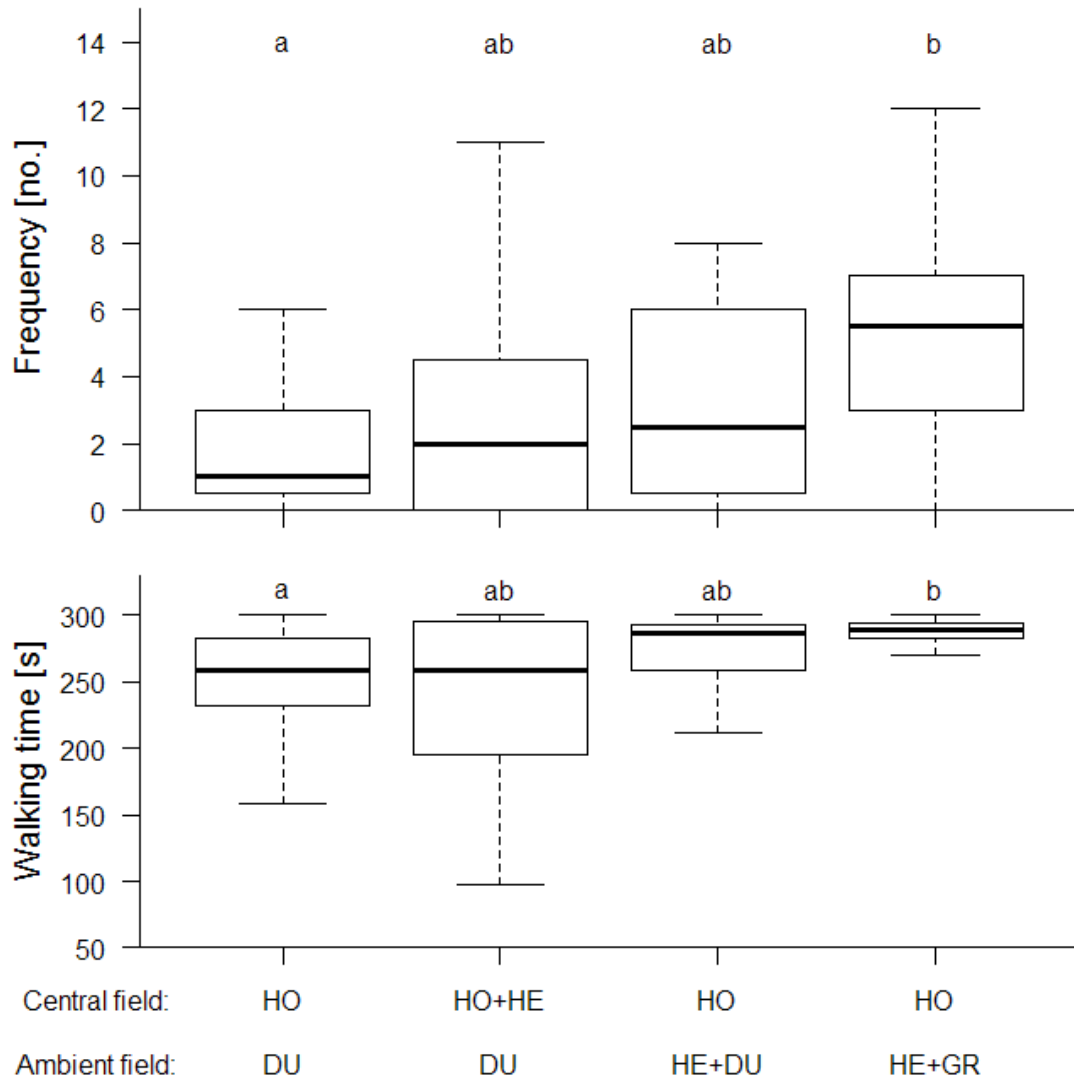 a ab ab b
14
12
10
8
6
4
2
0
Frequency [no.]
a ab ab b
300
250
200
150
100
50
Walking time [s]
Central field: HO HO+HE HO HO
Ambient field: DU DU HE+DU HE+GR